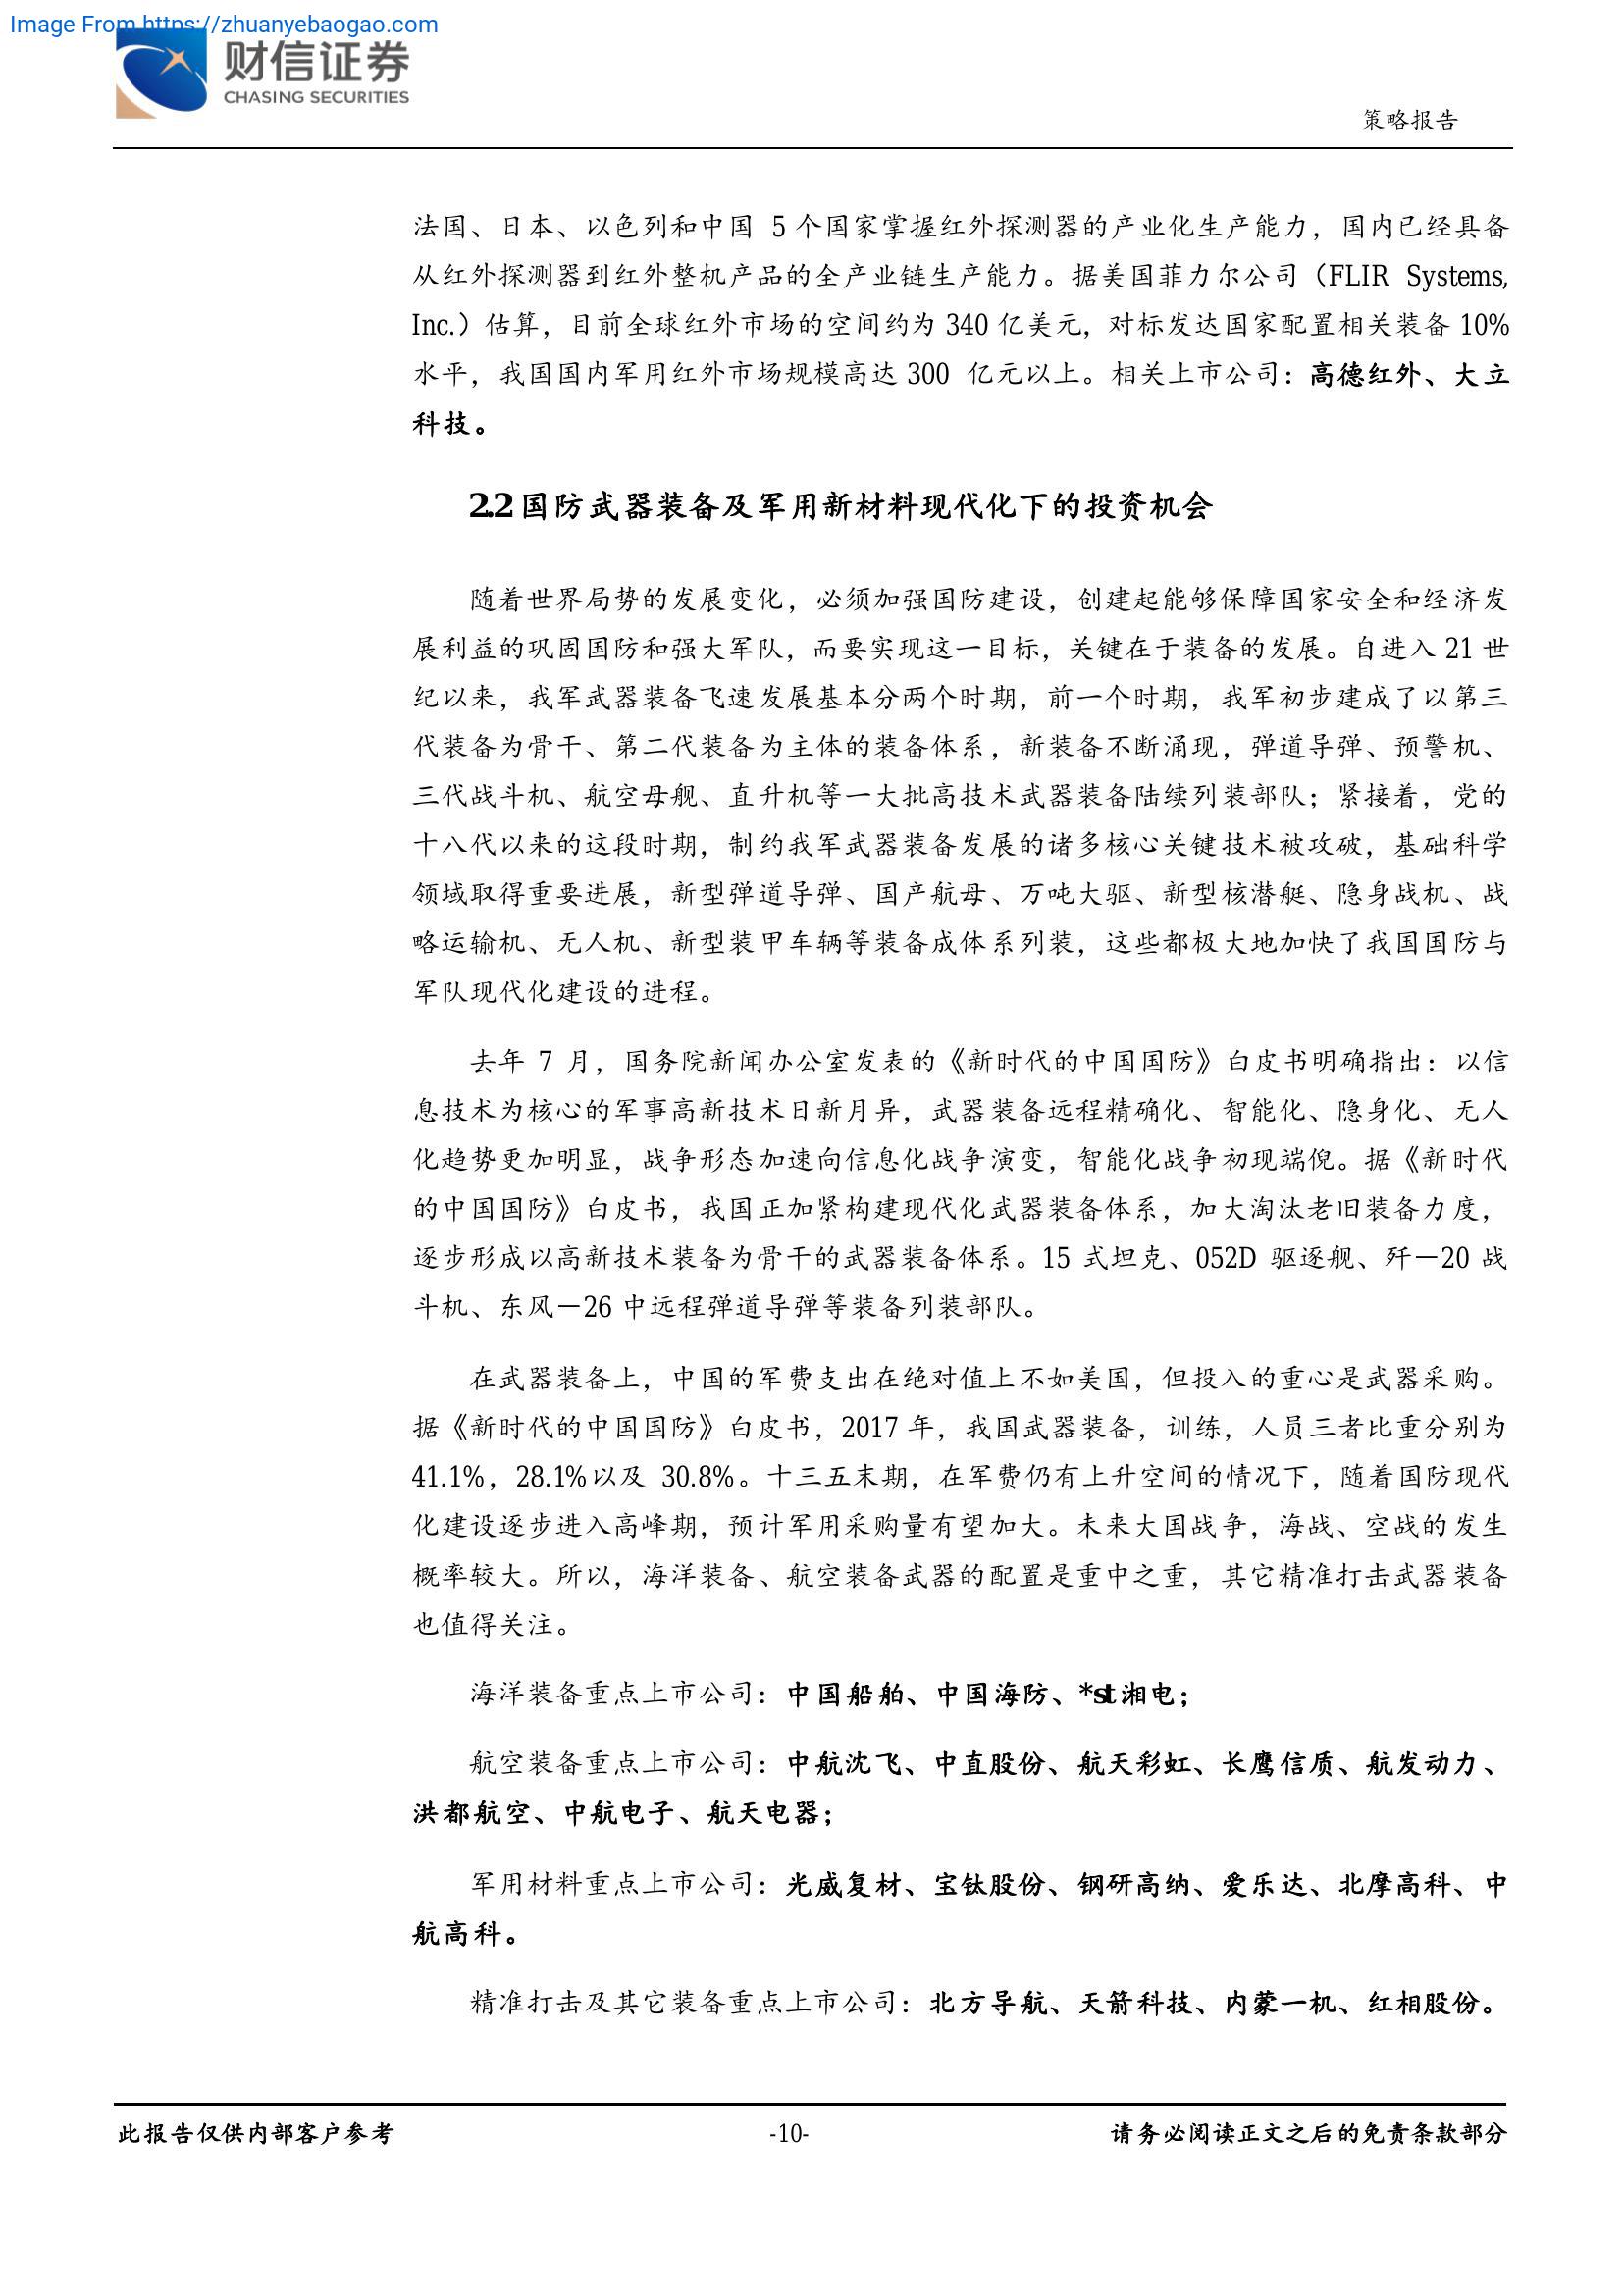 Image From https://zhuanyebaogao.com
财信证券
CHASING SECURITIES
策略报告
法国、日本、以色列和中国 5 个国家掌握红外探测器的产业化生产能力，国内已经具备
从红外探测器到红外整机产品的全产业链生产能力。据美国菲力尔公司（FLIR Systems,
Inc.）估算，目前全球红外市场的空间约为 340 亿美元，对标发达国家配置相关装备 10%
水平，我国国内军用红外市场规模高达 300 亿元以上。相关上市公司：高德红外、大立
科技。
2.2 国防武器装备及军用新材料现代化下的投资机会
随着世界局势的发展变化，必须加强国防建设，创建起能够保障国家安全和经济发
展利益的巩固国防和强大军队，而要实现这一目标，关键在于装备的发展。自进入 21 世
纪以来，我军武器装备飞速发展基本分两个时期，前一个时期，我军初步建成了以第三
代装备为骨干、第二代装备为主体的装备体系，新装备不断涌现，弹道导弹、预警机、
三代战斗机、航空母舰、直升机等一大批高技术武器装备陆续列装部队；紧接着，党的
十八代以来的这段时期，制约我军武器装备发展的诸多核心关键技术被攻破，基础科学
领域取得重要进展，新型弹道导弹、国产航母、万吨大驱、新型核潜艇、隐身战机、战
略运输机、无人机、新型装甲车辆等装备成体系列装，这些都极大地加快了我国国防与
军队现代化建设的进程。
去年 7 月，国务院新闻办公室发表的《新时代的中国国防》白皮书明确指出：以信
息技术为核心的军事高新技术日新月异，武器装备远程精确化、智能化、隐身化、无人
化趋势更加明显，战争形态加速向信息化战争演变，智能化战争初现端倪。据《新时代
的中国国防》白皮书，我国正加紧构建现代化武器装备体系，加大淘汰老旧装备力度，
逐步形成以高新技术装备为骨干的武器装备体系。15 式坦克、052D 驱逐舰、歼－20 战
斗机、东风－26 中远程弹道导弹等装备列装部队。
在武器装备上，中国的军费支出在绝对值上不如美国，但投入的重心是武器采购。
据《新时代的中国国防》白皮书，2017 年，我国武器装备，训练，人员三者比重分别为
41.1%，28.1%以及 30.8%。十三五末期，在军费仍有上升空间的情况下，随着国防现代
化建设逐步进入高峰期，预计军用采购量有望加大。未来大国战争，海战、空战的发生
概率较大。所以，海洋装备、航空装备武器的配置是重中之重，其它精准打击武器装备
也值得关注。
海洋装备重点上市公司：中国船舶、中国海防、*st湘电；
航空装备重点上市公司：中航沈飞、中直股份、航天彩虹、长鹰信质、航发动力、
洪都航空、中航电子、航天电器；
军用材料重点上市公司：光威复材、宝钛股份、钢研高纳、爱乐达、北摩高科、中
航高科。
精准打击及其它装备重点上市公司：北方导航、天箭科技、内蒙一机、红相股份。
此报告仅供内部客户参考
-10-
请务必阅读正文之后的免责条款部分